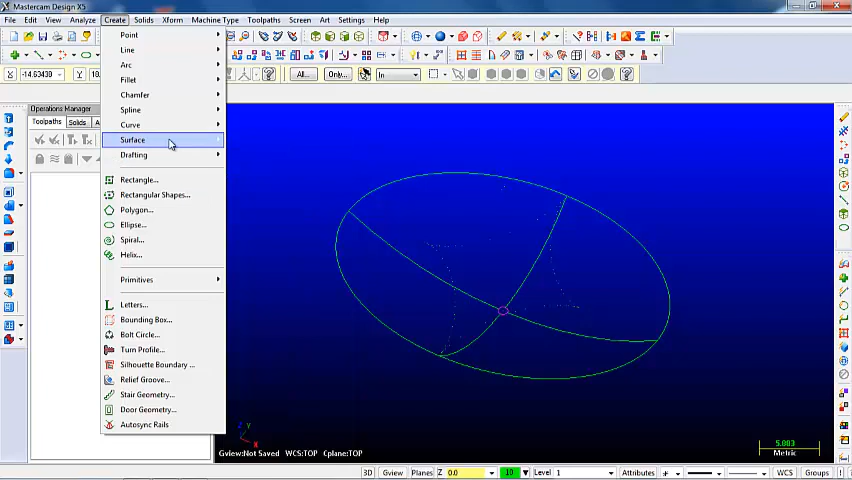 Mastercam Design X5
File Edit View Analyze Create Solids Xform Machine Type Toolpaths Screen Art Settings Help
X -14.63438 Y All... Only... In
Operations Manager
Toolpaths Solids
Point
Line
Arc
Fillet
Chamfer
Spline
Curve
Surface
Drafting
Rectangle...
Rectangular Shapes...
Polygon...
Ellipse...
Spiral...
Helix...
Primitives
Letters...
Bounding Box...
Bolt Circle...
Turn Profile...
Silhouette Boundary ...
Relief Groove...
Stair Geometry...
Door Geometry...
Autosync Rails
Z Y X
Gview:Not Saved WCS:TOP Cplane:TOP
5.083
Metric
3D Gview Planes Z 0.0 10 Level 1 Attributes WCS Groups